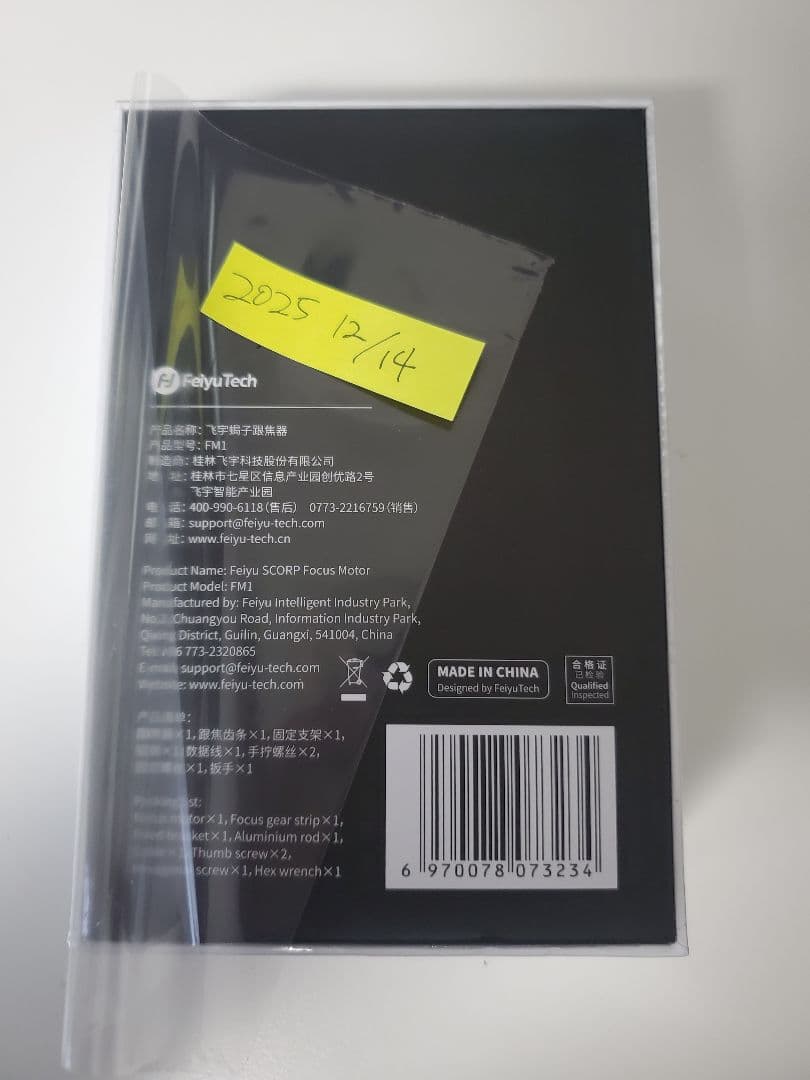 2025 12/14
FeiyuTech
产品名称: 飞宇蝎子跟焦器
产品型号: FM1
制造商: 桂林飞宇科技股份有限公司
地 址: 桂林市七星区信息产业园创优路2号
飞宇智能产业园
电 话: 400-990-6118(售后) 0773-2216759(销售)
邮 箱: support@feiyu-tech.com
网 址: www.feiyu-tech.cn
Product Name: Feiyu SCORP Focus Motor
Product Model: FM1
Manufactured by: Feiyu Intelligent Industry Park,
Chuangyou Road, Information Industry Park,
District, Guilin, Guangxi, 541004, China
Tel: +86 773-2320865
E-mail: support@feiyu-tech.com
Website: www.feiyu-tech.com
MADE IN CHINA
Designed by FeiyuTech
合格证
已检验
Qualified
Inspected
产品清单:
×1, 跟焦齿条×1, 固定支架×1,
数据线×1, 手拧螺丝×2,
×1, 扳手×1
Packing list:
motor×1, Focus gear strip×1,
bracket×1, Aluminium rod×1,
Thumb screw×2,
screw×1, Hex wrench×1
6 970078 073234